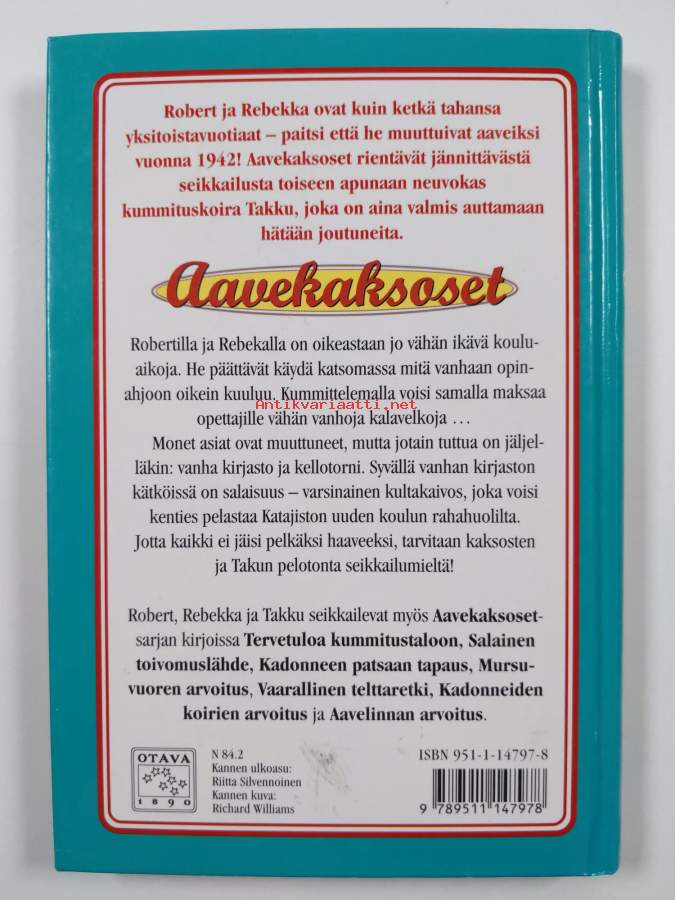 Robert ja Rebekka ovat kuin ketkä tahansa
yksitoistavuotiaat – paitsi että he muuttuivat aaveiksi
vuonna 1942! Aavekaksoset rientävät jännittävästä
seikkailusta toiseen apunaan neuvokas
kummituskoira Takku, joka on aina valmis auttamaan
hätään joutuneita.
Aavekaksoset
Robertilla ja Rebekalla on oikeastaan jo vähän ikävä koulu-
aikoja. He päättävät käydä katsomassa mitä vanhaan opin-
ahjoon oikein kuuluu. Kummittelemalla voisi samalla maksaa
Antikvariaatti.net
opettajille vähän vanhoja kalavelkoja …
Monet asiat ovat muuttuneet, mutta jotain tuttua on jäljel-
läkin: vanha kirjasto ja kellotorni. Syvällä vanhan kirjaston
kätköissä on salaisuus – varsinainen kultakaivos, joka voisi
kenties pelastaa Katajiston uuden koulun rahahuolilta.
Jotta kaikki ei jäisi pelkäksi haaveeksi, tarvitaan kaksosten
ja Takun pelotonta seikkailumieltä!
Robert, Rebekka ja Takku seikkailevat myös Aavekaksoset-
sarjan kirjoissa Tervetuloa kummitustaloon, Salainen
toivomuslähde, Kadonneen patsaan tapaus, Mursu-
vuoren arvoitus, Vaarallinen telttaretki, Kadonneiden
koirien arvoitus ja Aavelinnan arvoitus.
OTAVA
1890
N 84.2
Kannen ulkoasu:
Riitta Silvennoinen
Kannen kuva:
Richard Williams
ISBN 951-1-14797-8
9 789511 147978